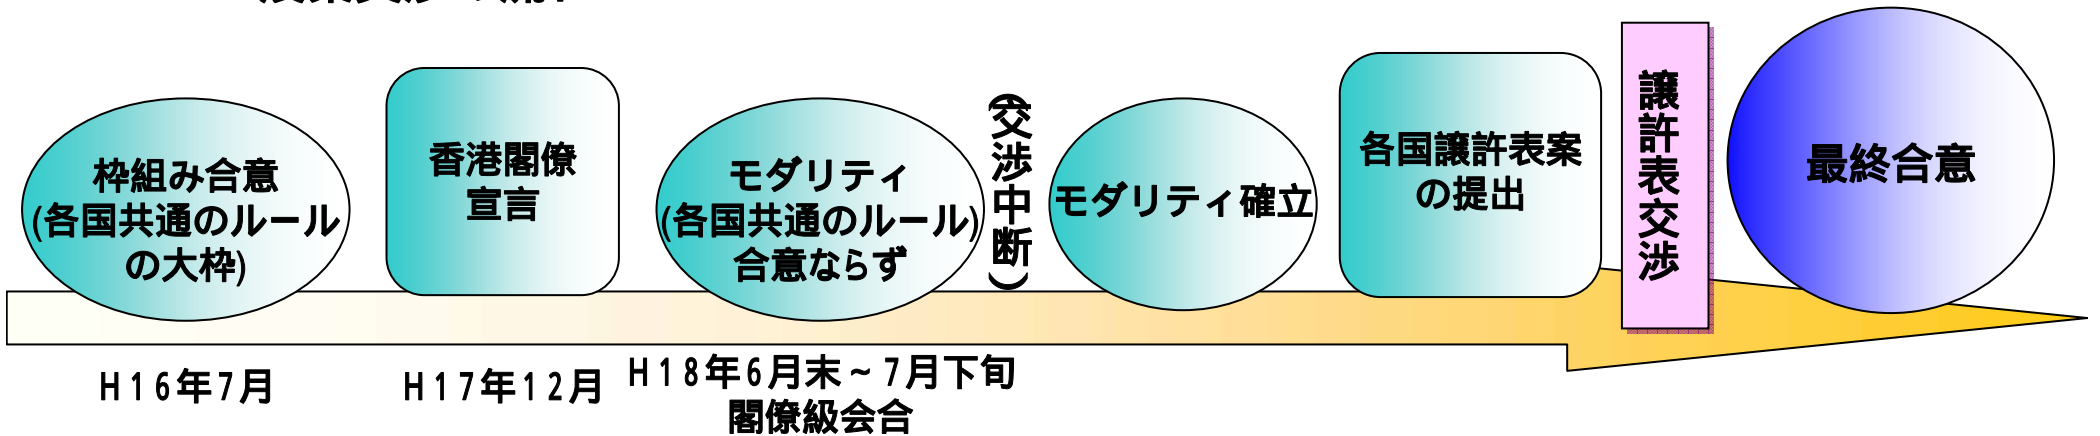 枠組み合意
(各国共通のルール
の大枠)
香港閣僚
宣言
モダリティ
(各国共通のルール)
合意ならず
(交渉中断)
モダリティ確立
各国譲許表案
の提出
譲許表交渉
最終合意
H16年7月
H17年12月
H18年6月末~7月下旬
閣僚級会合